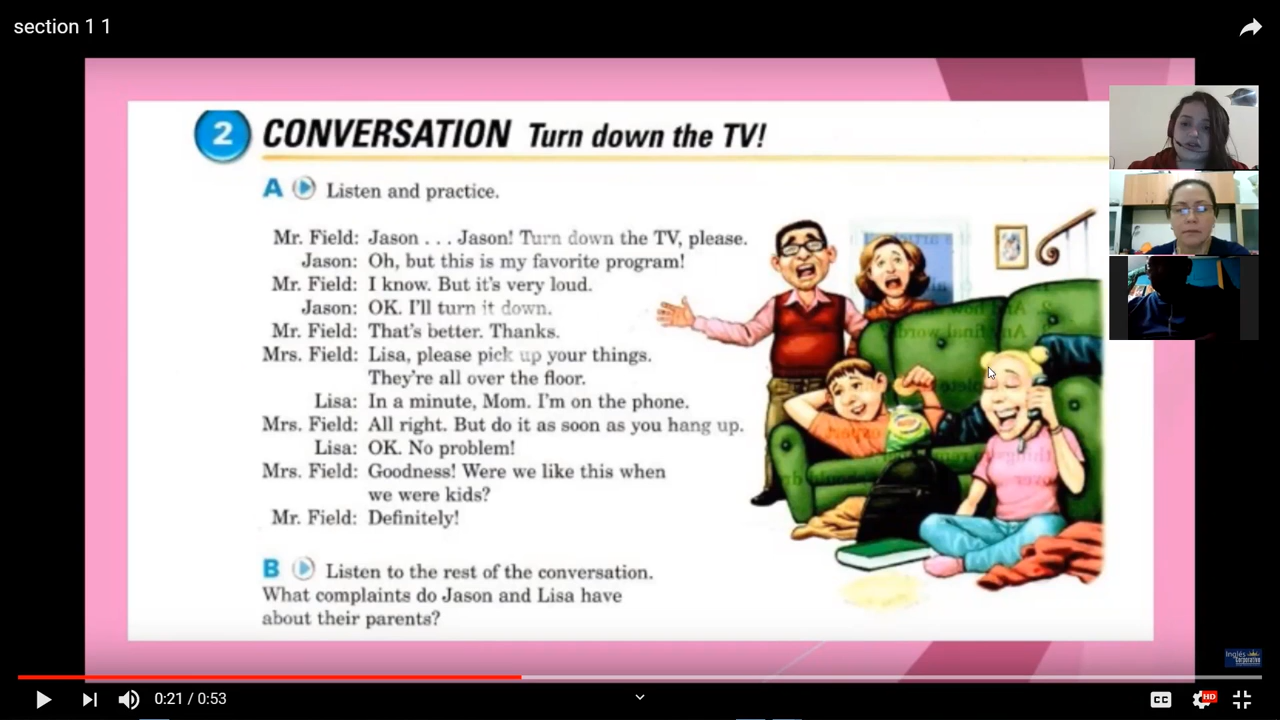 section 1 1
2 CONVERSATION Turn down the TV!
A Listen and practice.
Mr. Field: Jason . . . Jason! Turn down the TV, please.
Jason: Oh, but this is my favorite program!
Mr. Field: I know. But it's very loud.
Jason: OK. I'll turn it down.
Mr. Field: That's better. Thanks.
Mrs. Field: Lisa, please pick up your things.
They're all over the floor.
Lisa: In a minute, Mom. I'm on the phone.
Mrs. Field: All right. But do it as soon as you hang up.
Lisa: OK. No problem!
Mrs. Field: Goodness! Were we like this when
we were kids?
Mr. Field: Definitely!
B Listen to the rest of the conversation.
What complaints do Jason and Lisa have
about their parents?
Inglés
Corporativo
0:21 / 0:53
CC
HD